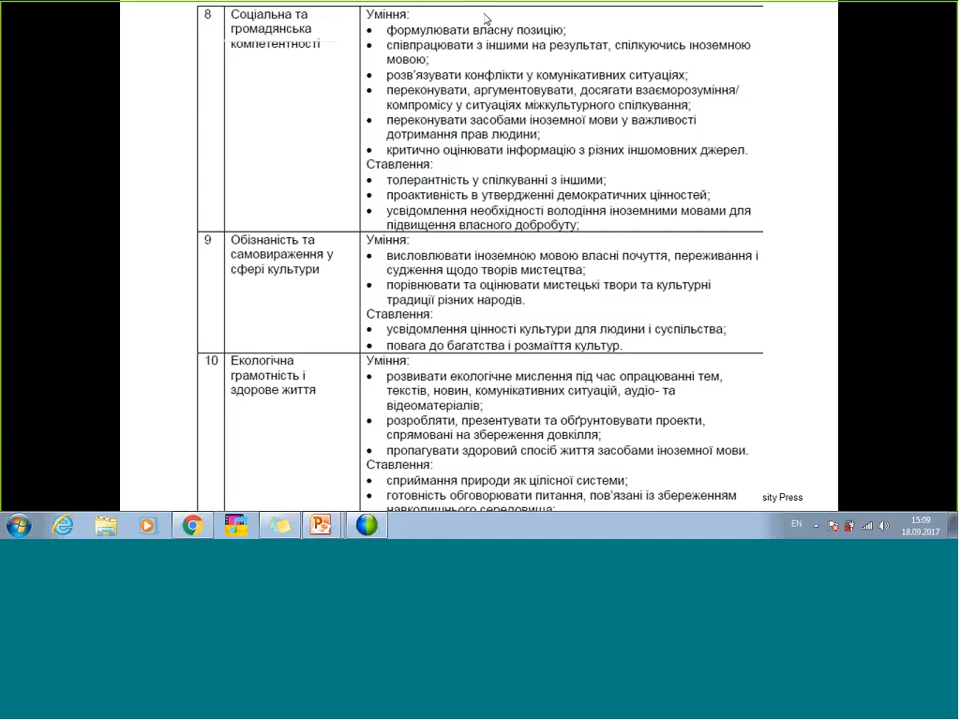 8
Соціальна та
громадянська
компетентності
Уміння:
• формулювати власну позицію;
• співпрацювати з іншими на результат, спілкуючись іноземною
мовою;
• розв’язувати конфлікти у комунікативних ситуаціях;
• переконувати, аргументовувати, досягати взаєморозуміння/
компромісу у ситуаціях міжкультурного спілкування;
• переконувати засобами іноземної мови у важливості
дотримання прав людини;
• критично оцінювати інформацію з різних іншомовних джерел.
Ставлення:
• толерантність у спілкуванні з іншими;
• проактивність в утвердженні демократичних цінностей;
• усвідомлення необхідності володіння іноземними мовами для
підвищення власного добробуту;
9
Обізнаність та
самовираження у
сфері культури
Уміння:
• висловлювати іноземною мовою власні почуття, переживання і
судження щодо творів мистецтва;
• порівнювати та оцінювати мистецькі твори та культурні
традиції різних народів.
Ставлення:
• усвідомлення цінності культури для людини і суспільства;
• повага до багатства і розмаїття культур.
10
Екологічна
грамотність і
здорове життя
Уміння:
• розвивати екологічне мислення під час опрацюванні тем,
текстів, новин, комунікативних ситуацій, аудіо- та
відеоматеріалів;
• розробляти, презентувати та обґрунтовувати проекти,
спрямовані на збереження довкілля;
• пропагувати здоровий спосіб життя засобами іноземної мови.
Ставлення:
• сприймання природи як цілісної системи;
• готовність обговорювати питання, пов’язані із збереженням
навколишнього середовища;
sity Press
EN
15:09
18.09.2017